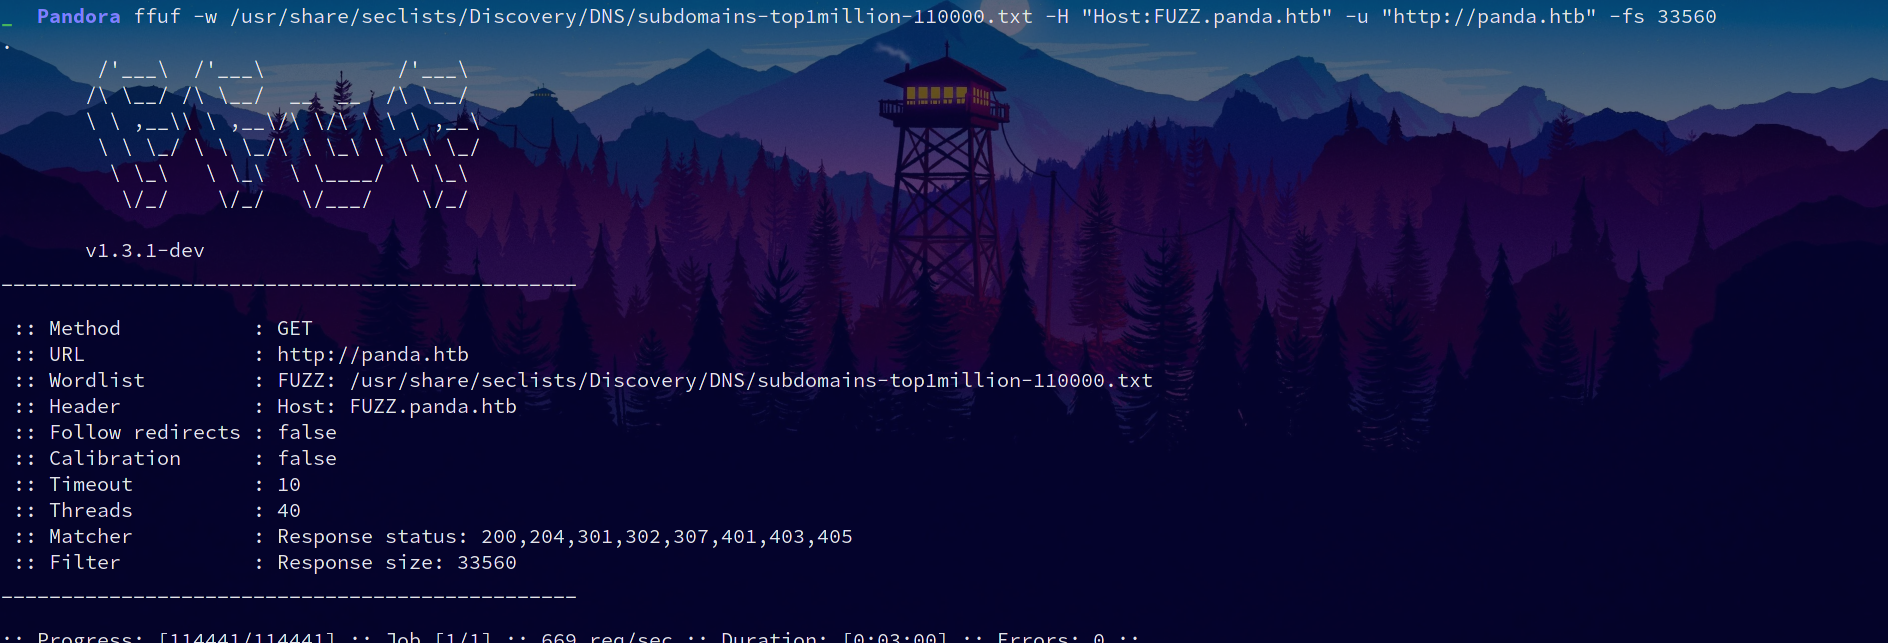 _ Pandora ffuf -w /usr/share/seclists/Discovery/DNS/subdomains-top1million-110000.txt -H "Host:FUZZ.panda.htb" -u "http://panda.htb" -fs 33560
.
        /'___\  /'___\           /'___\
       /\ \__/ /\ \__/  __  __  /\ \__/
       \ \ ,__\\ \ ,__\/\ \/\ \ \ \ ,__\
        \ \ \_/ \ \ \_/\ \ \_\ \ \ \ \_/
         \ \_\   \ \_\  \ \____/  \ \_\
          \/_/    \/_/   \/___/    \/_/
       v1.3.1-dev
________________________________________________
 :: Method           : GET
 :: URL              : http://panda.htb
 :: Wordlist         : FUZZ: /usr/share/seclists/Discovery/DNS/subdomains-top1million-110000.txt
 :: Header           : Host: FUZZ.panda.htb
 :: Follow redirects : false
 :: Calibration      : false
 :: Timeout          : 10
 :: Threads          : 40
 :: Matcher          : Response status: 200,204,301,302,307,401,403,405
 :: Filter           : Response size: 33560
________________________________________________
:: Progress: [114441/114441] :: Job [1/1] :: 669 req/sec :: Duration: [0:03:00] :: Errors: 0 ::